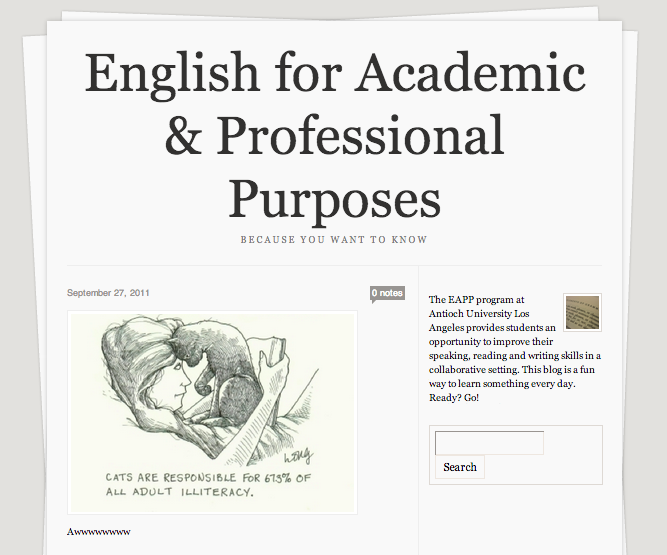 English for Academic
& Professional
Purposes
BECAUSE YOU WANT TO KNOW
September 27, 2011
0 notes
CATS ARE RESPONSIBLE FOR 67.3% OF
ALL ADULT ILLITERACY.
Awwwwwwww
The EAPP program at
Antioch University Los
Angeles provides students an
opportunity to improve their
speaking, reading and writing skills in a
collaborative setting. This blog is a fun
way to learn something every day.
Ready? Go!
Search